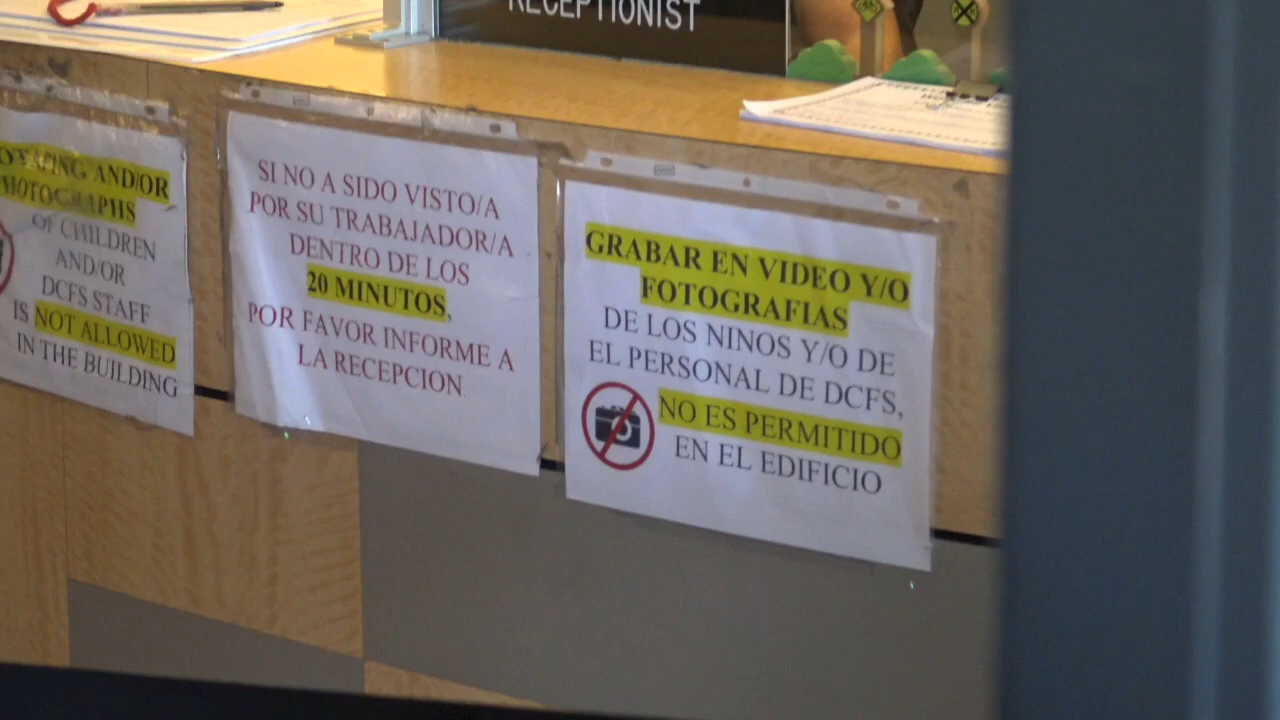 RECEPTIONIST
AND/OR
PHOTOGRAPHS
OF CHILDREN
AND/OR
DCFS STAFF
IS NOT ALLOWED
IN THE BUILDING
SI NO A SIDO VISTO/A
POR SU TRABAJADOR/A
DENTRO DE LOS
20 MINUTOS,
POR FAVOR INFORME A
LA RECEPCION
GRABAR EN VIDEO Y/O
FOTOGRAFIAS
DE LOS NINOS Y/O DE
EL PERSONAL DE DCFS,
NO ES PERMITIDO
EN EL EDIFICIO